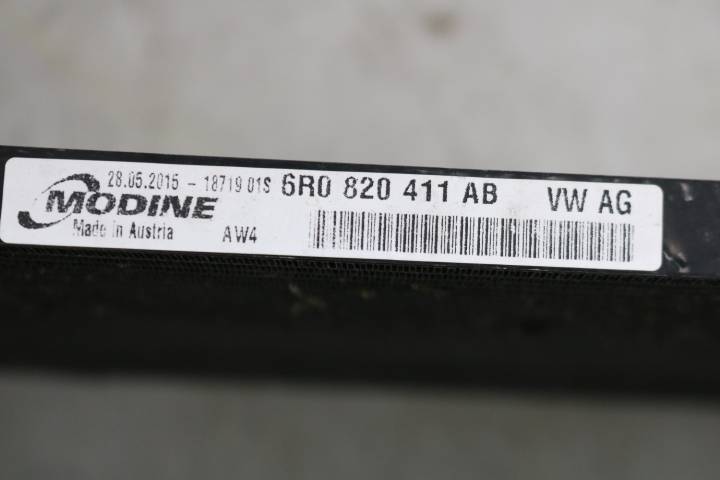 28.05.2015 - 18719 01S 6R0 820 411 AB VW AG
MODINE
Made in Austria AW4